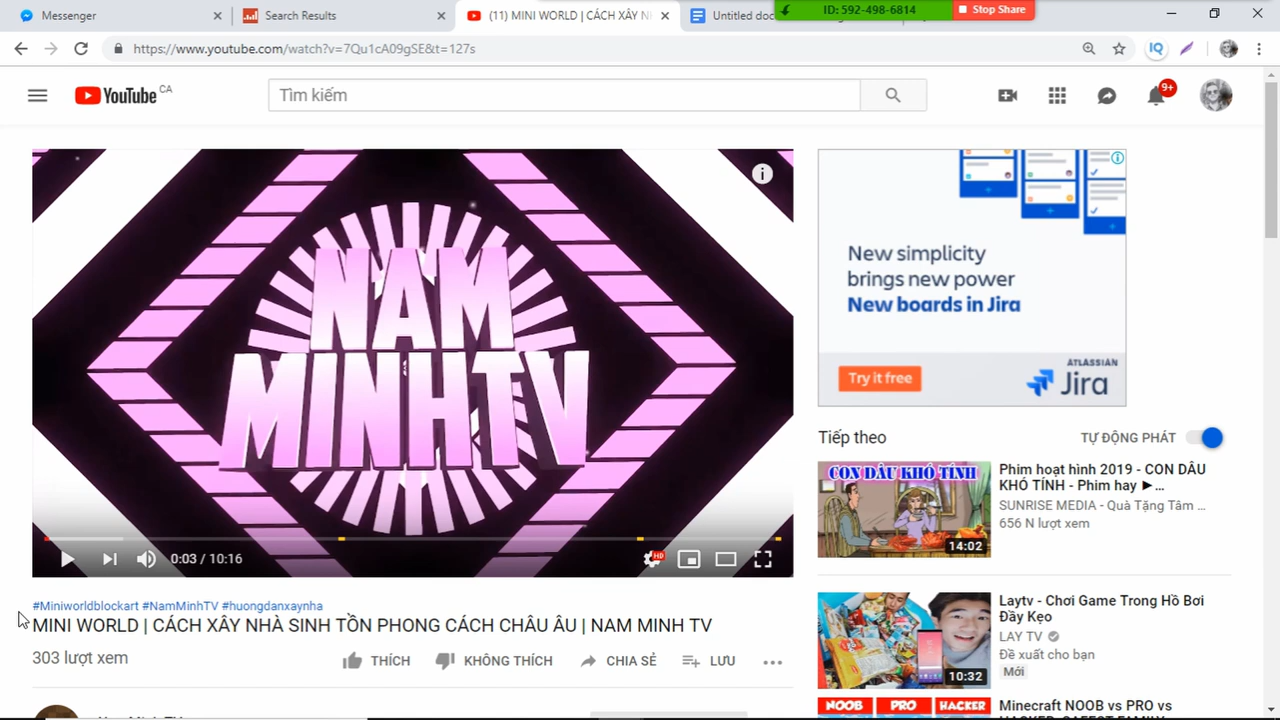 Messenger
Search Results
(11) MINI WORLD | CÁCH XÂY N
Untitled doc
ID: 592-498-6814
Stop Share
https://www.youtube.com/watch?v=7Qu1cA09gSE&t=127s
IQ
YouTube CA
Tìm kiếm
9+
NAM
MINHTV
0:03 / 10:16
HD
New simplicity
brings new power
New boards in Jira
Try it free
ATLASSIAN
Jira
Tiếp theo
TỰ ĐỘNG PHÁT
CON DÂU KHÓ TÍNH
14:02
Phim hoạt hình 2019 - CON DÂU
KHÓ TÍNH - Phim hay ►...
SUNRISE MEDIA - Quà Tặng Tâm ...
656 N lượt xem
10:32
Laytv - Chơi Game Trong Hồ Bơi
Đầy Kẹo
LAY TV
Đề xuất cho bạn
Mới
NOOB PRO HACKER
Minecraft NOOB vs PRO vs
#Miniworldblockart #NamMinhTV #huongdanxaynha
MINI WORLD | CÁCH XÂY NHÀ SINH TỒN PHONG CÁCH CHÂU ÂU | NAM MINH TV
303 lượt xem
THÍCH
KHÔNG THÍCH
CHIA SẺ
LƯU